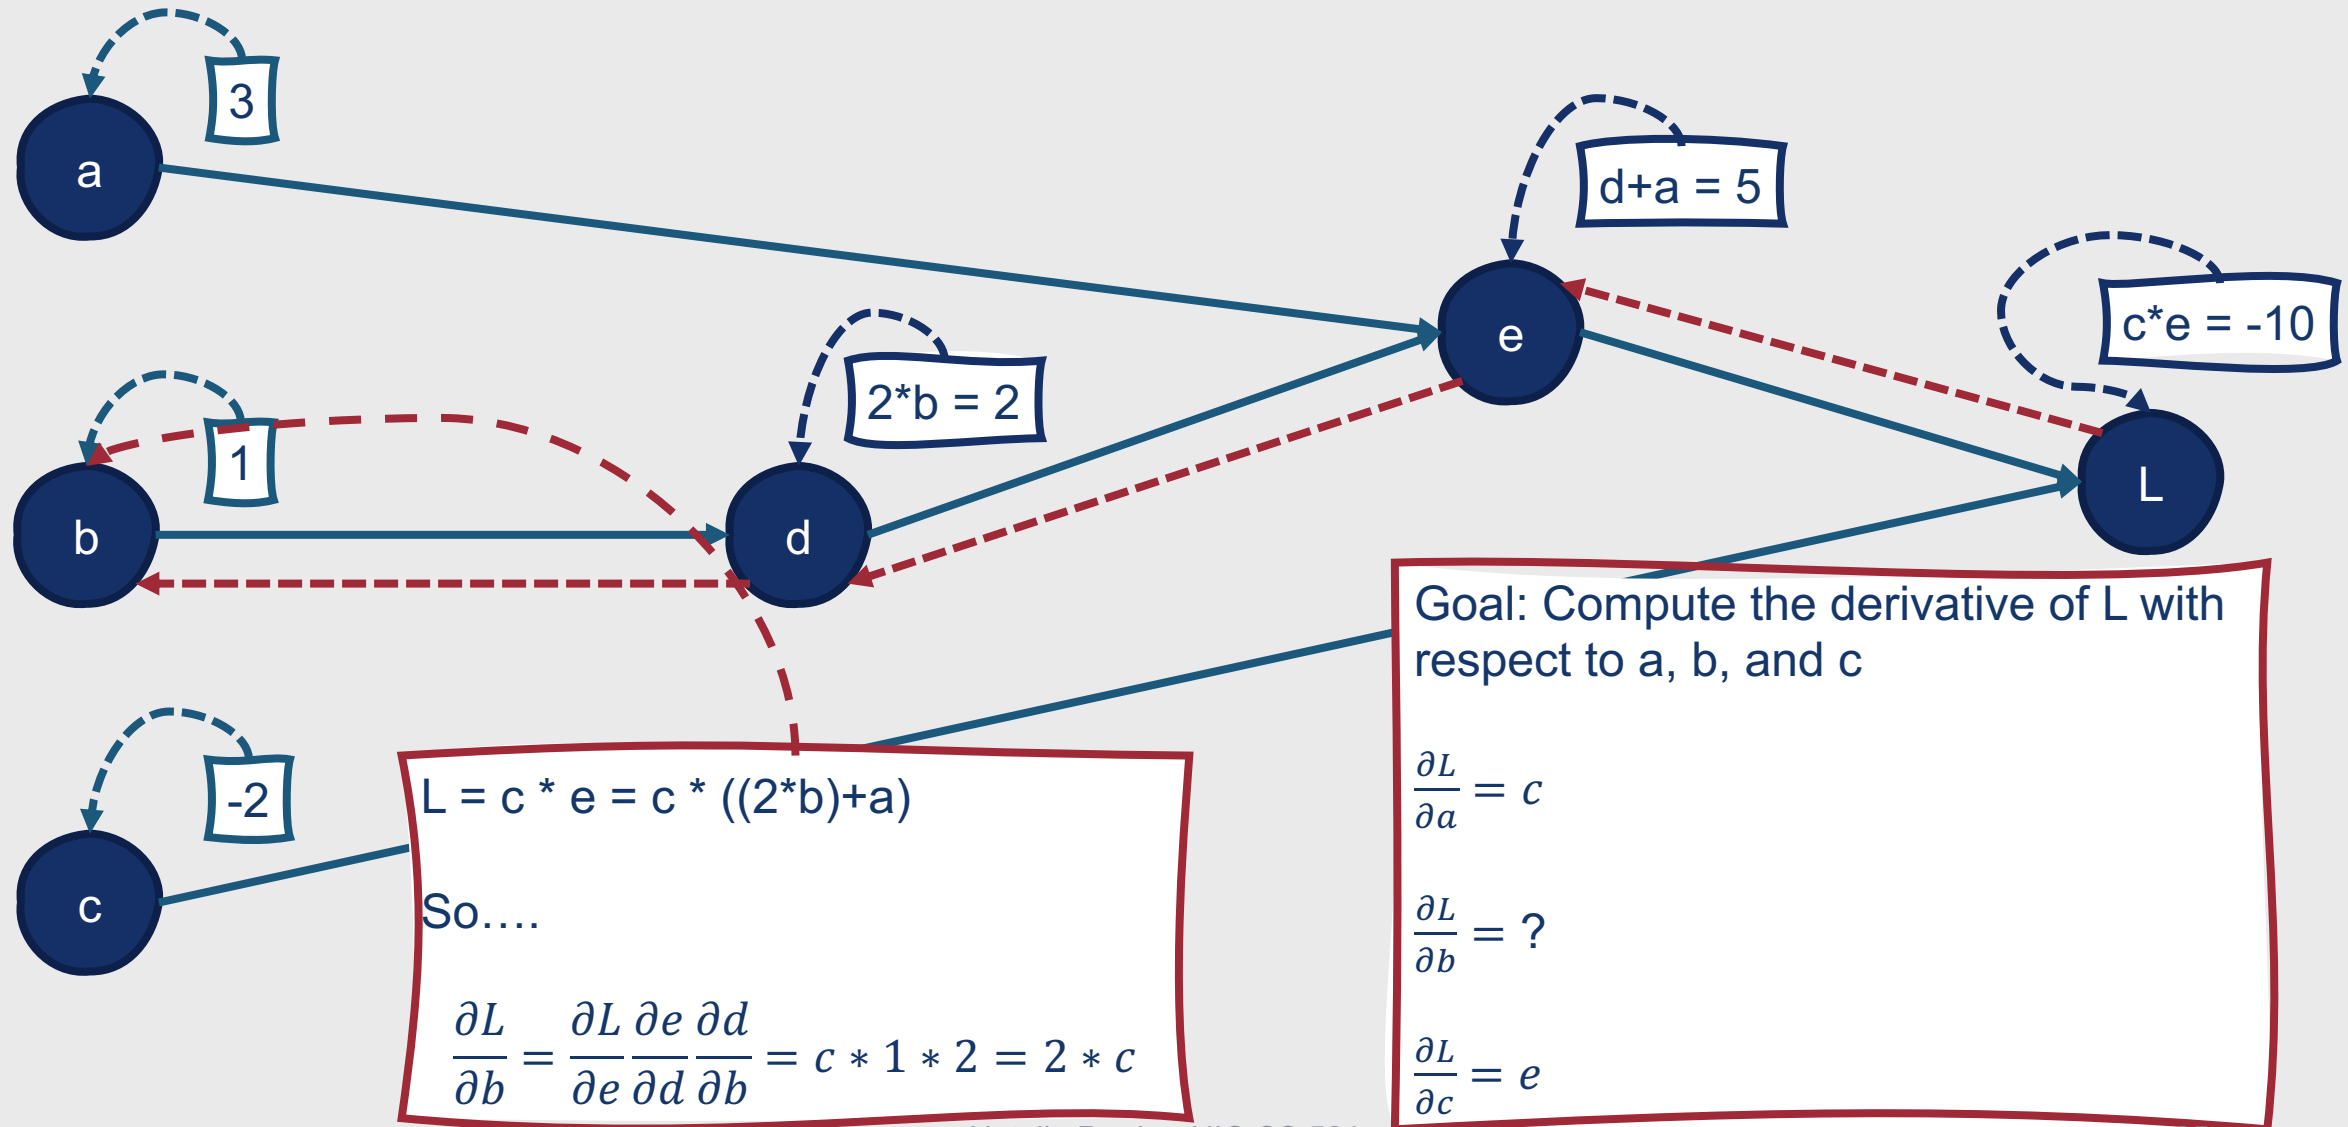 3
a
d+a = 5
e
c*e = -10
L
2*b = 2
d
1
b
-2
c
L = c * e = c * ((2*b)+a)
So....
∂L/∂b = ∂L/∂e ∂e/∂d ∂d/∂b = c ∗ 1 ∗ 2 = 2 ∗ c
Goal: Compute the derivative of L with
respect to a, b, and c
∂L/∂a = c
∂L/∂b = ?
∂L/∂c = e